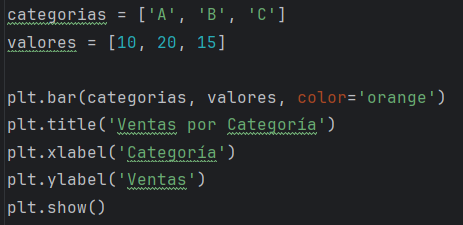 categorias = ['A', 'B', 'C']
valores = [10, 20, 15]
plt.bar(categorias, valores, color='orange')
plt.title('Ventas por Categoría')
plt.xlabel('Categoría')
plt.ylabel('Ventas')
plt.show()